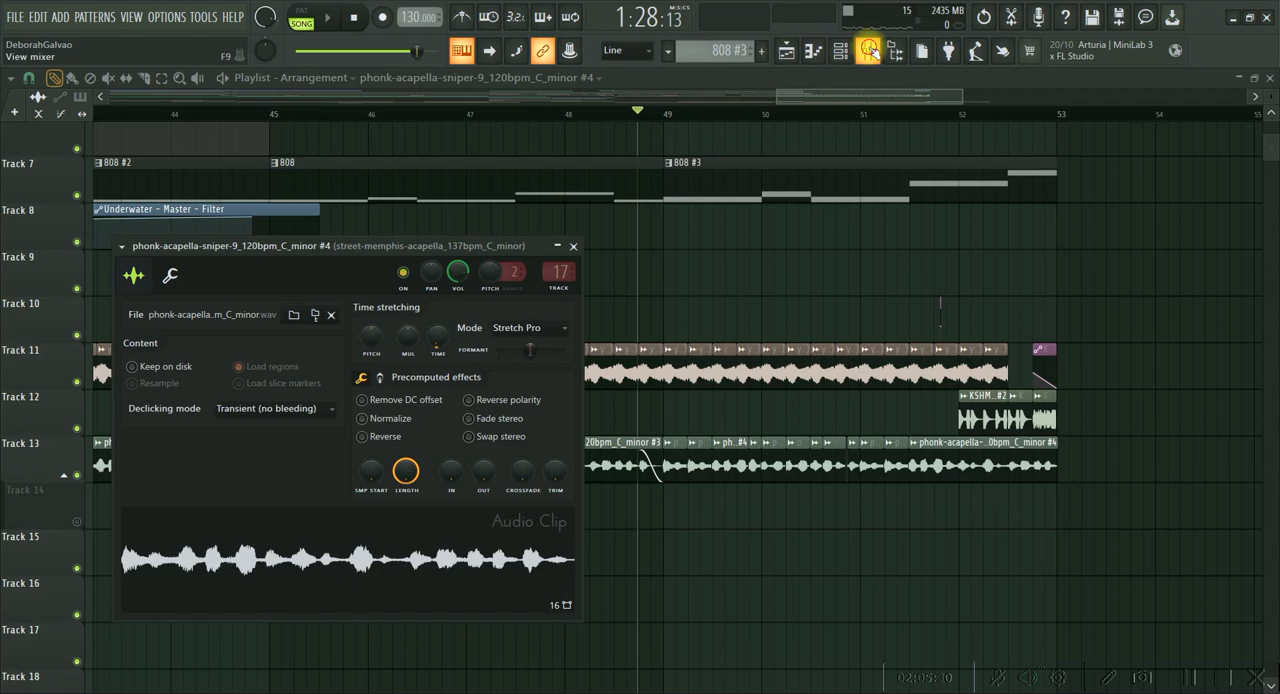 FILE EDIT ADD PATTERNS VIEW OPTIONS TOOLS HELP
PAT
SONG
130.000
3.2
1:28:13
M:S:CS
15
2435 MB
0
DeborahGalvao
View mixer
F9
Line
808 #3
20/10 Arturia | MiniLab 3
x FL Studio
Playlist - Arrangement
phonk-acapella-sniper-9_120bpm_C_minor #4
44 45 46 47 48 49 50 51 52 53 54 55
Track 7
808 #2
808
808 #3
Track 8
Underwater - Master - Filter
Track 9
Track 10
Track 11
Track 12
KSHM...#2
Track 13
ph
20bpm_C_minor #3
ph..#4
phonk-acapella-..0bpm_C_minor #4
Track 14
Track 15
Track 16
Track 17
Track 18
phonk-acapella-sniper-9_120bpm_C_minor #4 (street-memphis-acapella_137bpm_C_minor)
ON PAN VOL PITCH RANGE TRACK
2
17
File phonk-acapella..m_C_minor.wav
Content
Keep on disk
Load regions
Resample
Load slice markers
Declicking mode Transient (no bleeding)
Time stretching
PITCH MUL TIME
Mode Stretch Pro
FORMANT
Precomputed effects
Remove DC offset
Reverse polarity
Normalize
Fade stereo
Reverse
Swap stereo
SMP START LENGTH IN OUT CROSSFADE TRIM
Audio Clip
16